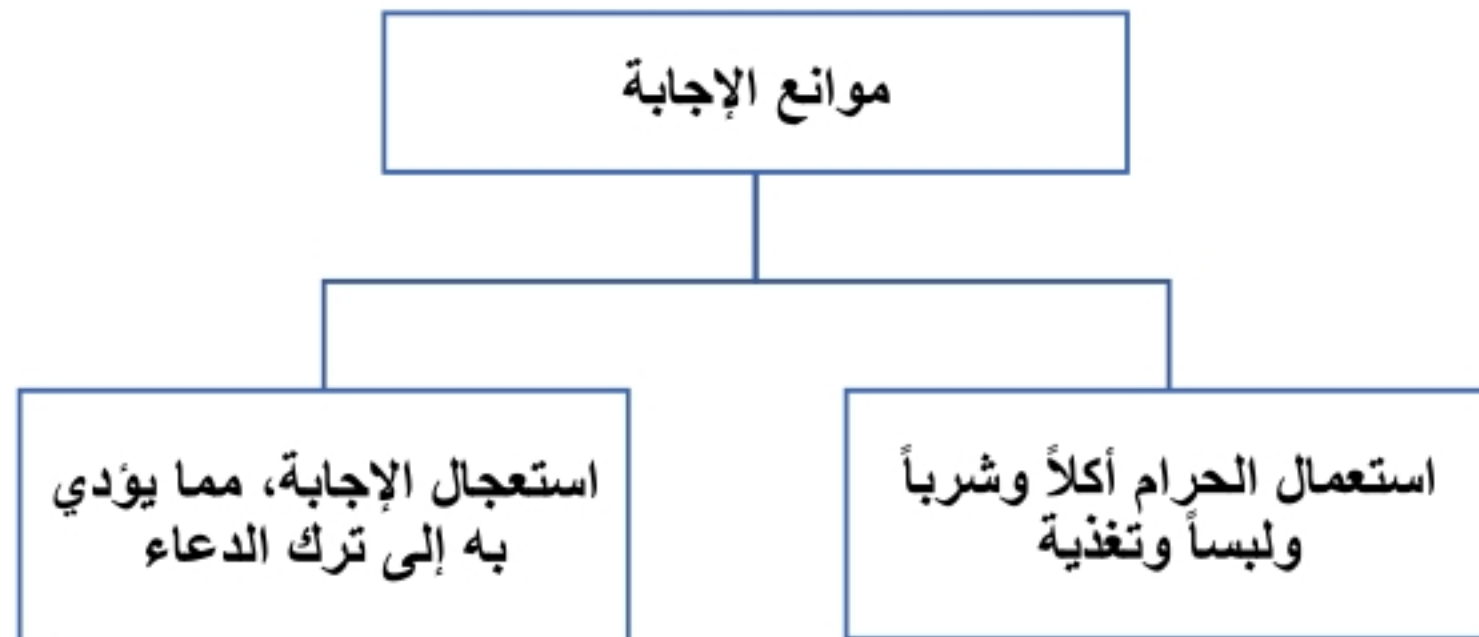 موانع الإجابة
استعمال الحرام أكلاً وشرباً
ولبساً وتغذية
استعجال الإجابة، مما يؤدي
به إلى ترك الدعاء